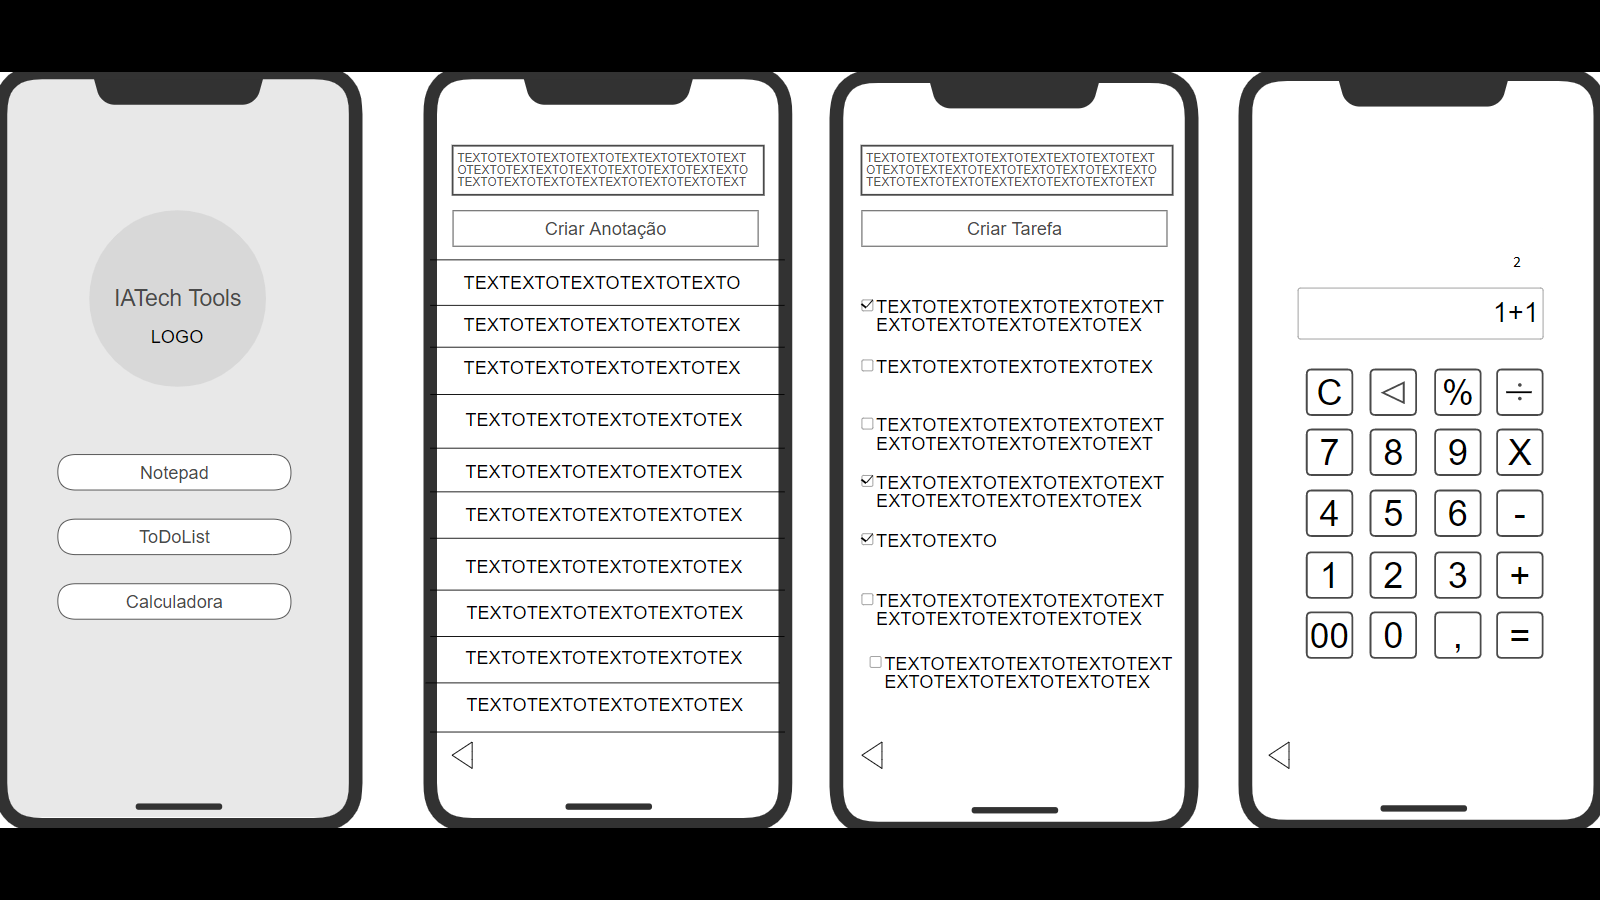 IATech Tools
LOGO
Notepad
ToDoList
Calculadora
TEXTOTEXTOTEXTOTEXTOTEXTEXTOTEXTOTEXT
OTEXTOTEXTEXTOTEXTOTEXTOTEXTOTEXTEXTO
TEXTOTEXTOTEXTOTEXTEXTOTEXTOTEXTOTEXT
Criar Anotação
TEXTEXTOTEXTOTEXTOTEXTO
TEXTOTEXTOTEXTOTEXTOTEX
TEXTOTEXTOTEXTOTEXTOTEX
TEXTOTEXTOTEXTOTEXTOTEX
TEXTOTEXTOTEXTOTEXTOTEX
TEXTOTEXTOTEXTOTEXTOTEX
TEXTOTEXTOTEXTOTEXTOTEX
TEXTOTEXTOTEXTOTEXTOTEX
TEXTOTEXTOTEXTOTEXTOTEX
TEXTOTEXTOTEXTOTEXTOTEX
TEXTOTEXTOTEXTOTEXTOTEXTEXTOTEXTOTEXT
OTEXTOTEXTEXTOTEXTOTEXTOTEXTOTEXTEXTO
TEXTOTEXTOTEXTOTEXTEXTOTEXTOTEXTOTEXT
Criar Tarefa
TEXTOTEXTOTEXTOTEXTOTEXT
EXTOTEXTOTEXTOTEXTOTEX
TEXTOTEXTOTEXTOTEXTOTEX
TEXTOTEXTOTEXTOTEXTOTEXT
EXTOTEXTOTEXTOTEXTOTEXT
TEXTOTEXTOTEXTOTEXTOTEXT
EXTOTEXTOTEXTOTEXTOTEX
TEXTOTEXTO
TEXTOTEXTOTEXTOTEXTOTEXT
EXTOTEXTOTEXTOTEXTOTEX
TEXTOTEXTOTEXTOTEXTOTEXT
EXTOTEXTOTEXTOTEXTOTEX
2
1+1
C % ÷
7 8 9 X
4 5 6 -
1 2 3 +
00 0 , =